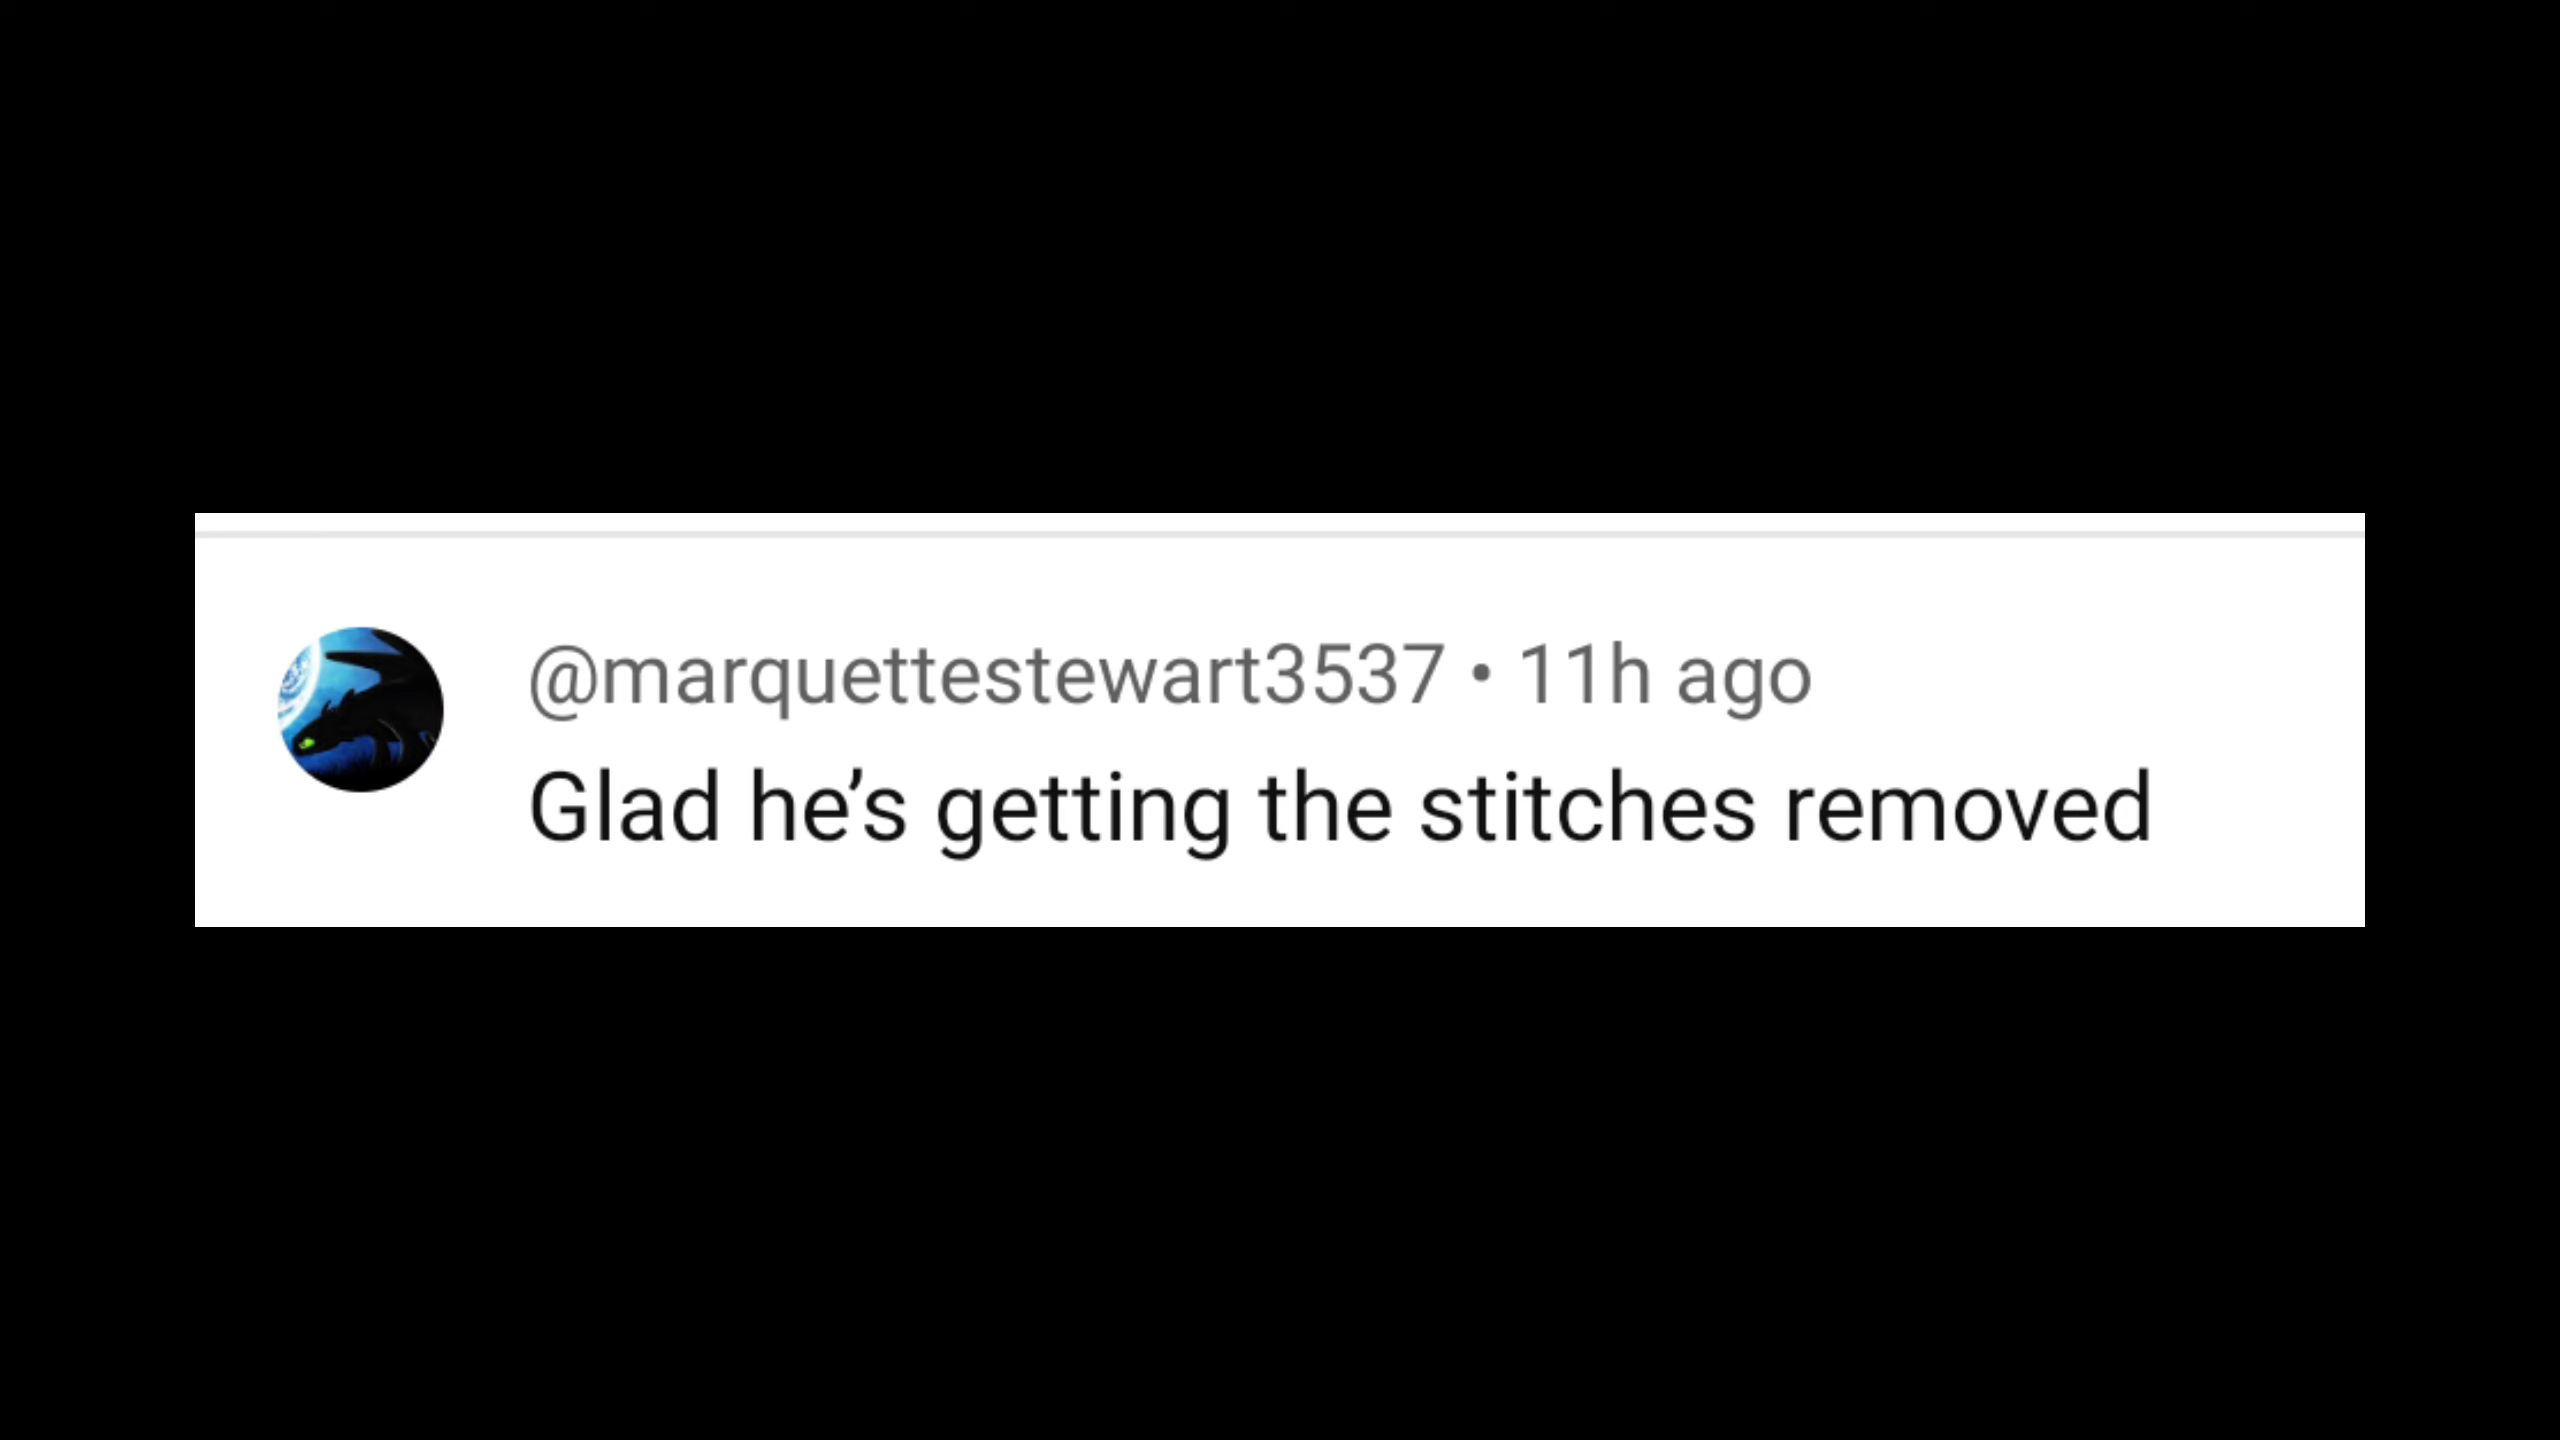 @marquettestewart3537 • 11h ago
Glad he’s getting the stitches removed